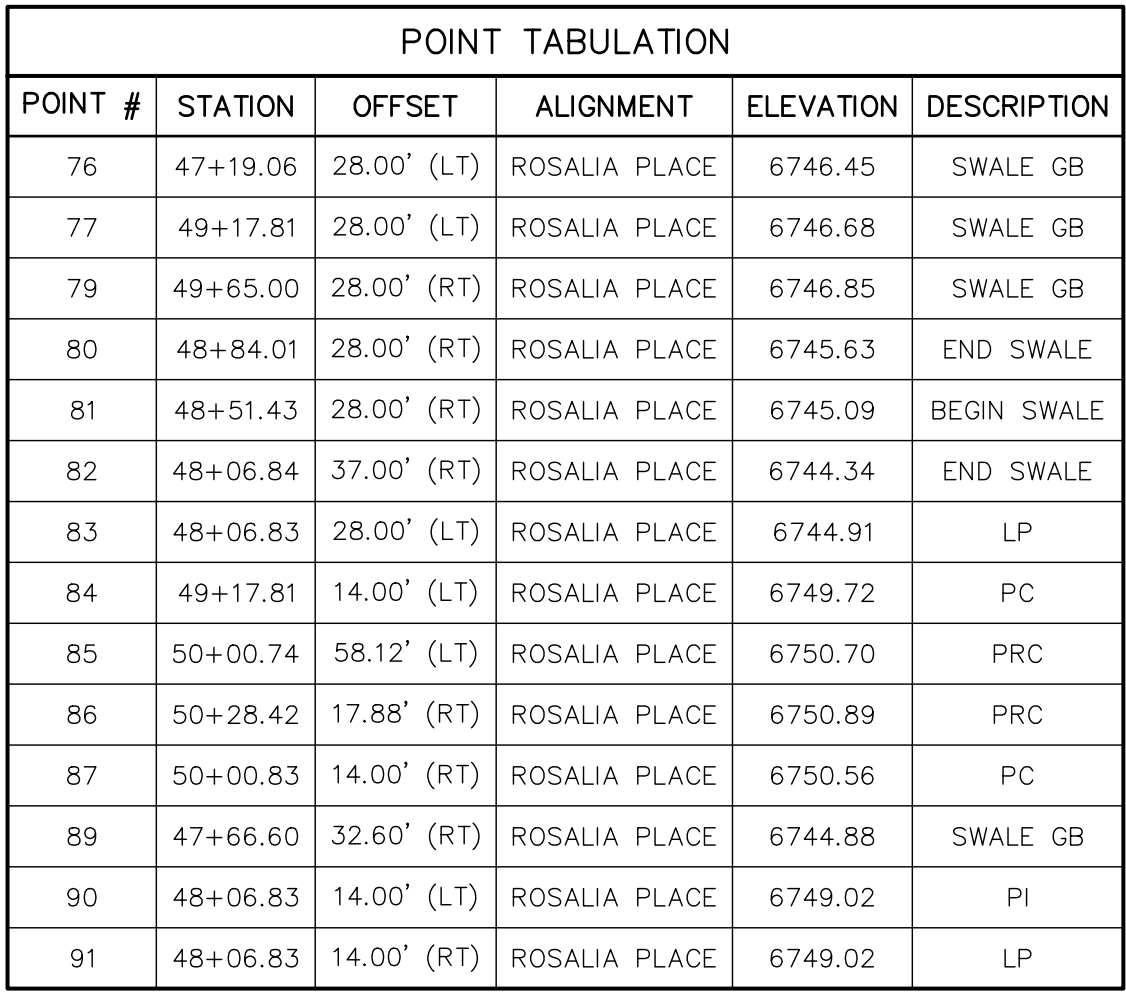 POINT TABULATION
POINT # STATION OFFSET ALIGNMENT ELEVATION DESCRIPTION
76 47+19.06 28.00' (LT) ROSALIA PLACE 6746.45 SWALE GB
77 49+17.81 28.00' (LT) ROSALIA PLACE 6746.68 SWALE GB
79 49+65.00 28.00' (RT) ROSALIA PLACE 6746.85 SWALE GB
80 48+84.01 28.00' (RT) ROSALIA PLACE 6745.63 END SWALE
81 48+51.43 28.00' (RT) ROSALIA PLACE 6745.09 BEGIN SWALE
82 48+06.84 37.00' (RT) ROSALIA PLACE 6744.34 END SWALE
83 48+06.83 28.00' (LT) ROSALIA PLACE 6744.91 LP
84 49+17.81 14.00' (LT) ROSALIA PLACE 6749.72 PC
85 50+00.74 58.12' (LT) ROSALIA PLACE 6750.70 PRC
86 50+28.42 17.88' (RT) ROSALIA PLACE 6750.89 PRC
87 50+00.83 14.00' (RT) ROSALIA PLACE 6750.56 PC
89 47+66.60 32.60' (RT) ROSALIA PLACE 6744.88 SWALE GB
90 48+06.83 14.00' (LT) ROSALIA PLACE 6749.02 PI
91 48+06.83 14.00' (RT) ROSALIA PLACE 6749.02 LP